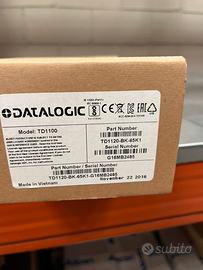 DATALOGIC
Model: TD1100
Part Number
TD1120-BK-65K1
Serial Number
G16MB2485
Part Number / Serial Number
TD1120-BK-65K1-G16MB2485
Made in Vietnam
November 22 2016
subito